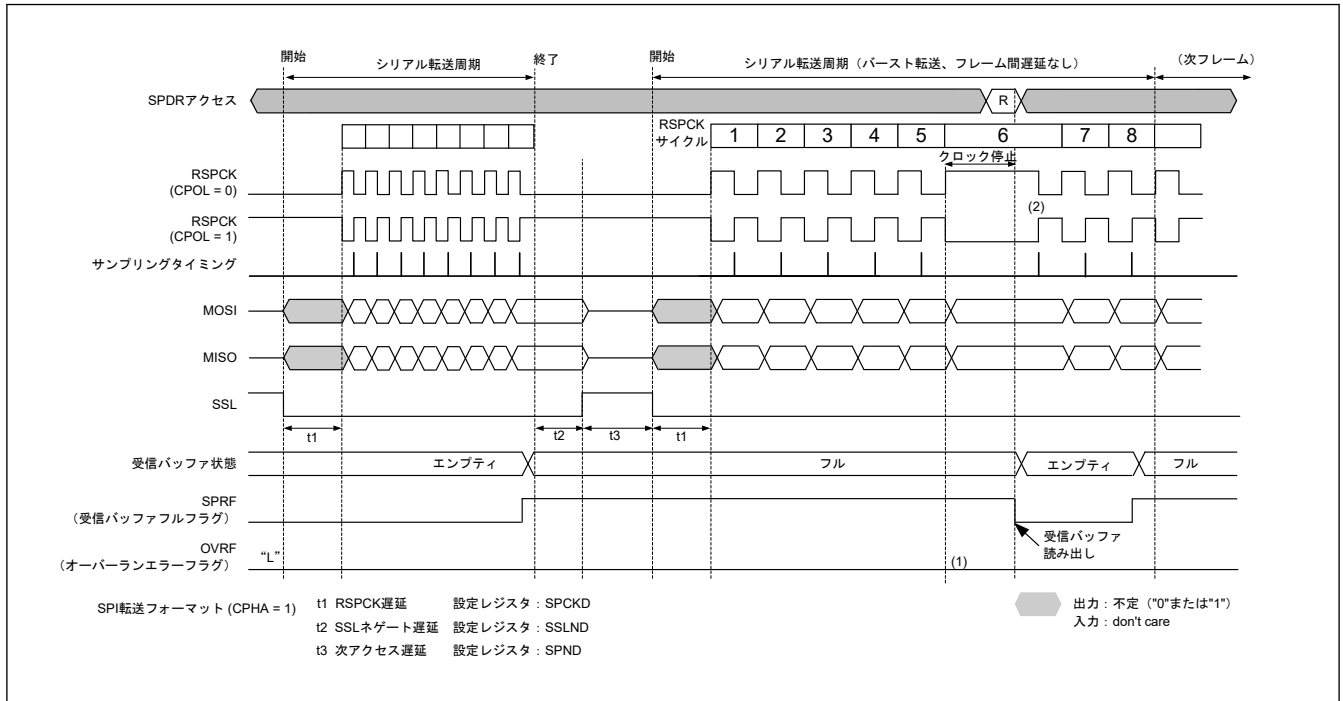 開始
シリアル転送周期
終了
開始
シリアル転送周期（バースト転送、フレーム間遅延なし）
（次フレーム）
SPDRアクセス
R
RSPCK
サイクル
1 2 3 4 5 6 7 8
クロック停止
RSPCK
(CPOL = 0)
(2)
RSPCK
(CPOL = 1)
サンプリングタイミング
MOSI
MISO
SSL
t1
t2
t3
t1
受信バッファ状態
エンプティ
フル
エンプティ
フル
SPRF
（受信バッファフルフラグ）
受信バッファ
読み出し
OVRF
（オーバーランエラーフラグ）
“L”
(1)
SPI転送フォーマット (CPHA = 1)
t1 RSPCK遅延 設定レジスタ：SPCKD
t2 SSLネゲート遅延 設定レジスタ：SSLND
t3 次アクセス遅延 設定レジスタ：SPND
出力：不定（"0"または"1"）
入力：don't care